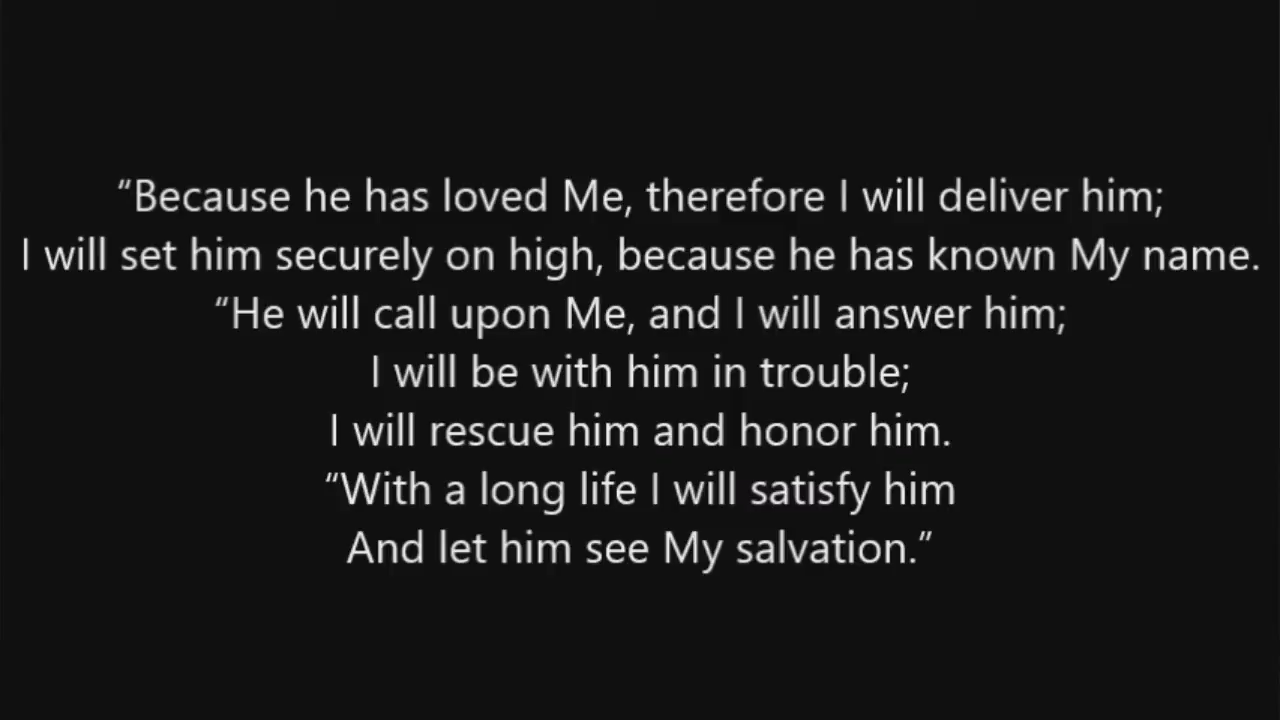 “Because he has loved Me, therefore I will deliver him;
I will set him securely on high, because he has known My name.
“He will call upon Me, and I will answer him;
I will be with him in trouble;
I will rescue him and honor him.
“With a long life I will satisfy him
And let him see My salvation.”